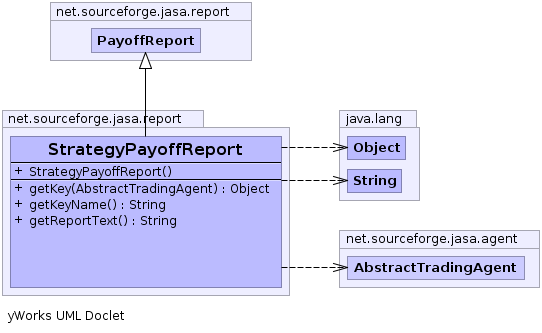 net.sourceforge.jasa.report
PayoffReport
net.sourceforge.jasa.report
StrategyPayoffReport
+ StrategyPayoffReport()
+ getKey(AbstractTradingAgent) : Object
+ getKeyName() : String
+ getReportText() : String
java.lang
Object
String
net.sourceforge.jasa.agent
AbstractTradingAgent
yWorks UML Doclet